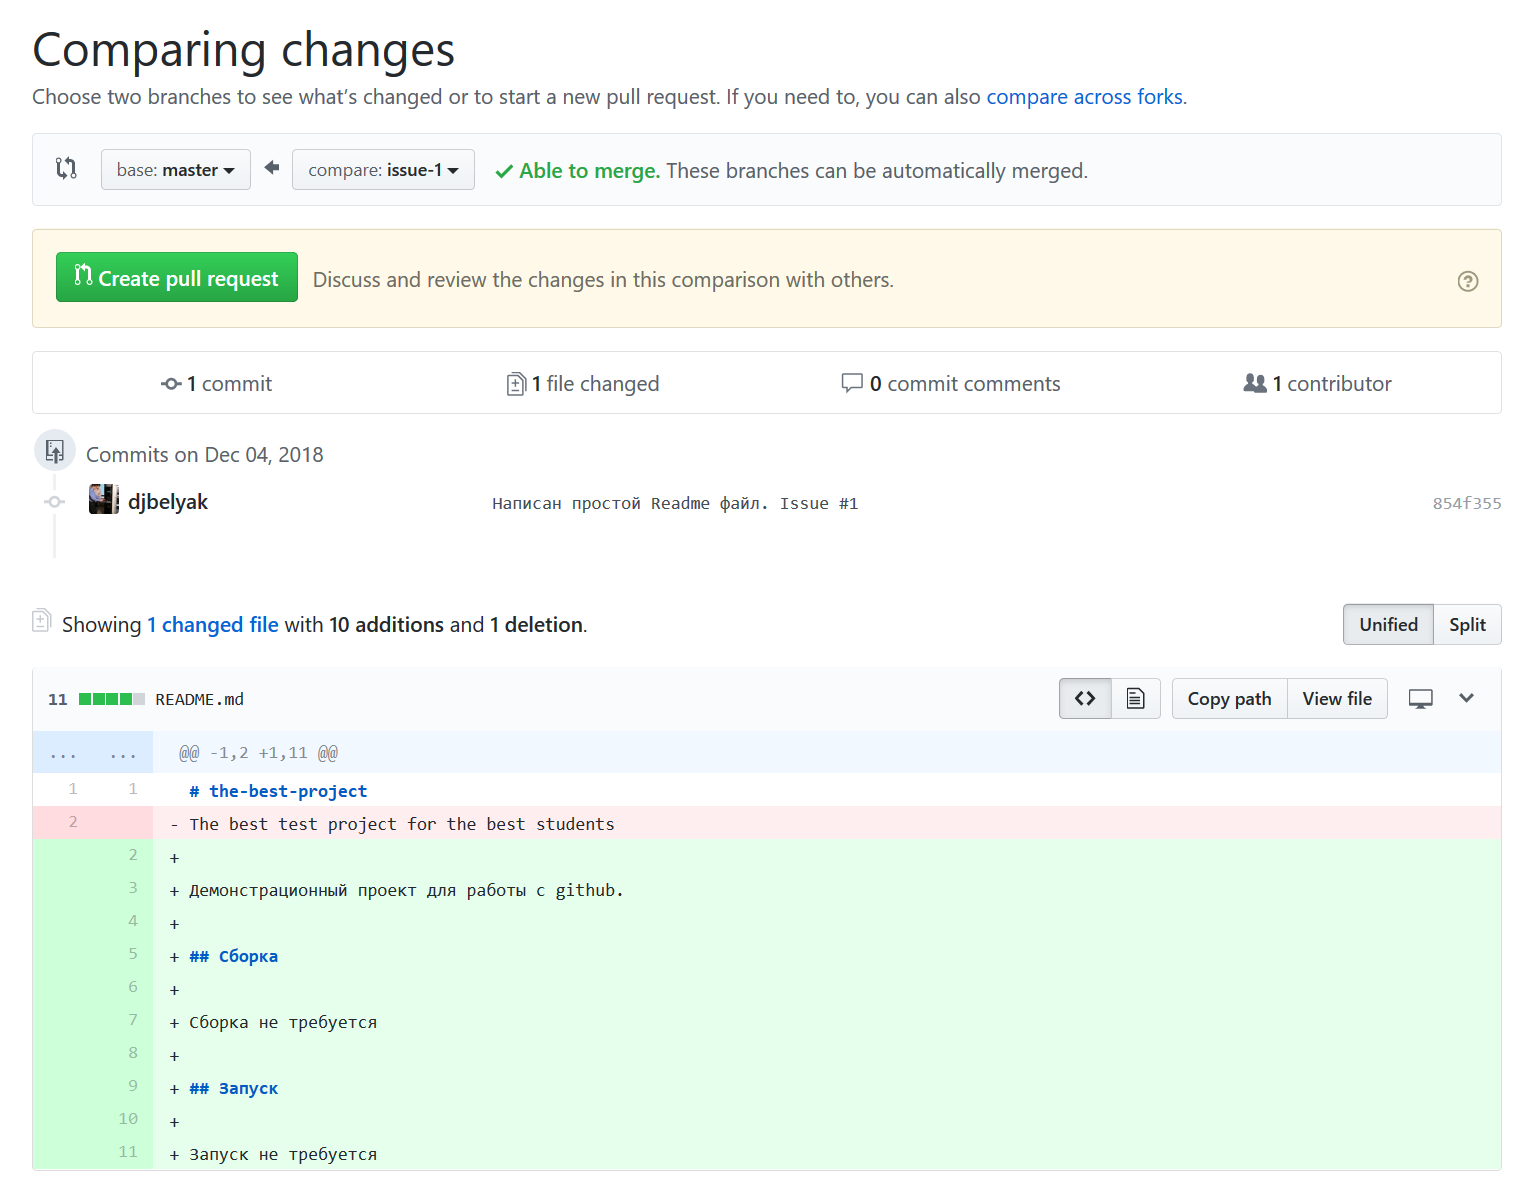 Comparing changes
Choose two branches to see what's changed or to start a new pull request. If you need to, you can also compare across forks.
base: master compare: issue-1 Able to merge. These branches can be automatically merged.
Create pull request Discuss and review the changes in this comparison with others.
1 commit 1 file changed 0 commit comments 1 contributor
Commits on Dec 04, 2018
djbelyak Написан простой Readme файл. Issue #1 854f355
Showing 1 changed file with 10 additions and 1 deletion. Unified Split
11 README.md <> Copy path View file
... ... @@ -1,2 +1,11 @@
1 1 # the-best-project
2 - The best test project for the best students
2 +
3 + Демонстрационный проект для работы с github.
4 +
5 + ## Сборка
6 +
7 + Сборка не требуется
8 +
9 + ## Запуск
10 +
11 + Запуск не требуется